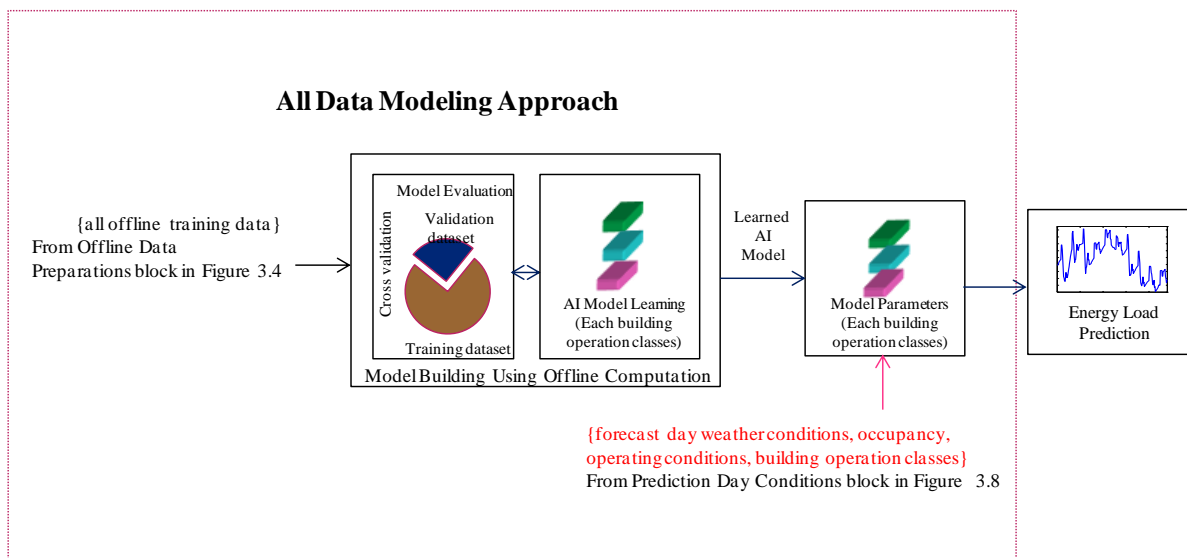 All Data Modeling Approach
{all offline training data}
From Offline Data
Preparations block in Figure 3.4
Model Evaluation
Validation
dataset
Cross validation
Training dataset
AI Model Learning
(Each building
operation classes)
Model Building Using Offline Computation
Learned
AI
Model
Model Parameters
(Each building
operation classes)
Energy Load
Prediction
{forecast day weather conditions, occupancy,
operating conditions, building operation classes}
From Prediction Day Conditions block in Figure 3.8